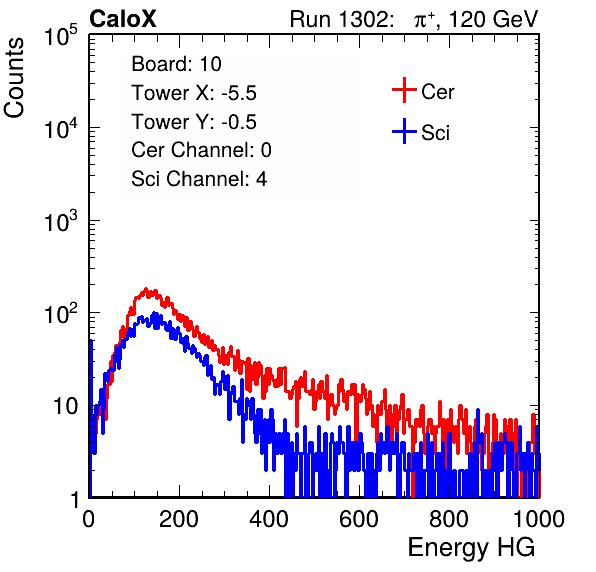 CaloX Run 1302: π⁺, 120 GeV
Counts
10⁵
10⁴
10³
10²
10
1
Board: 10
Tower X: -5.5
Tower Y: -0.5
Cer Channel: 0
Sci Channel: 4
Cer
Sci
0 200 400 600 800 1000
Energy HG